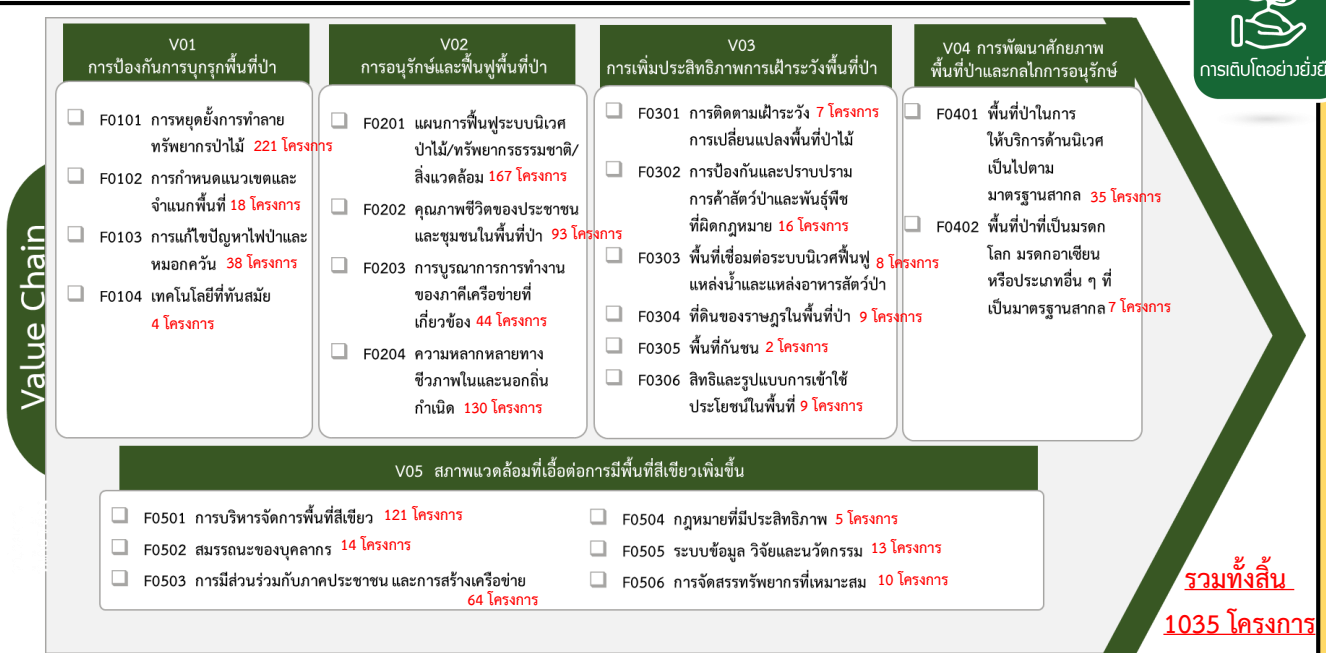 การเติบโตอย่างยั่งยื
Value Chain
V01
การป้องกันการบุกรุกพื้นที่ป่า
F0101 การหยุดยั้งการทำลาย
ทรัพยากรป่าไม้ 221 โครงการ
F0102 การกำหนดแนวเขตและ
จำแนกพื้นที่ 18 โครงการ
F0103 การแก้ไขปัญหาไฟป่าและ
หมอกควัน 38 โครงการ
F0104 เทคโนโลยีที่ทันสมัย
4 โครงการ
V02
การอนุรักษ์และฟื้นฟูพื้นที่ป่า
F0201 แผนการฟื้นฟูระบบนิเวศ
ป่าไม้/ทรัพยากรธรรมชาติ/
สิ่งแวดล้อม 167 โครงการ
F0202 คุณภาพชีวิตของประชาชน
และชุมชนในพื้นที่ป่า 93 โครงการ
F0203 การบูรณาการการทำงาน
ของภาคีเครือข่ายที่
เกี่ยวข้อง 44 โครงการ
F0204 ความหลากหลายทาง
ชีวภาพในและนอกถิ่น
กำเนิด 130 โครงการ
V03
การเพิ่มประสิทธิภาพการเฝ้าระวังพื้นที่ป่า
F0301 การติดตามเฝ้าระวัง 7 โครงการ
การเปลี่ยนแปลงพื้นที่ป่าไม้
F0302 การป้องกันและปราบปราม
การค้าสัตว์ป่าและพันธุ์พืช
ที่ผิดกฎหมาย 16 โครงการ
F0303 พื้นที่เชื่อมต่อระบบนิเวศฟื้นฟู 8 โครงการ
แหล่งน้ำและแหล่งอาหารสัตว์ป่า
F0304 ที่ดินของราษฎรในพื้นที่ป่า 9 โครงการ
F0305 พื้นที่กันชน 2 โครงการ
F0306 สิทธิและรูปแบบการเข้าใช้
ประโยชน์ในพื้นที่ 9 โครงการ
V04 การพัฒนาศักยภาพ
พื้นที่ป่าและกลไกการอนุรักษ์
F0401 พื้นที่ป่าในการ
ให้บริการด้านนิเวศ
เป็นไปตาม
มาตรฐานสากล 35 โครงการ
F0402 พื้นที่ป่าที่เป็นมรดก
โลก มรดกอาเซียน
หรือประเภทอื่น ๆ ที่
เป็นมาตรฐานสากล 7 โครงการ
V05 สภาพแวดล้อมที่เอื้อต่อการมีพื้นที่สีเขียวเพิ่มขึ้น
F0501 การบริหารจัดการพื้นที่สีเขียว 121 โครงการ
F0502 สมรรถนะของบุคลากร 14 โครงการ
F0503 การมีส่วนร่วมกับภาคประชาชน และการสร้างเครือข่าย
64 โครงการ
F0504 กฎหมายที่มีประสิทธิภาพ 5 โครงการ
F0505 ระบบข้อมูล วิจัยและนวัตกรรม 13 โครงการ
F0506 การจัดสรรทรัพยากรที่เหมาะสม 10 โครงการ
รวมทั้งสิ้น
1035 โครงการ